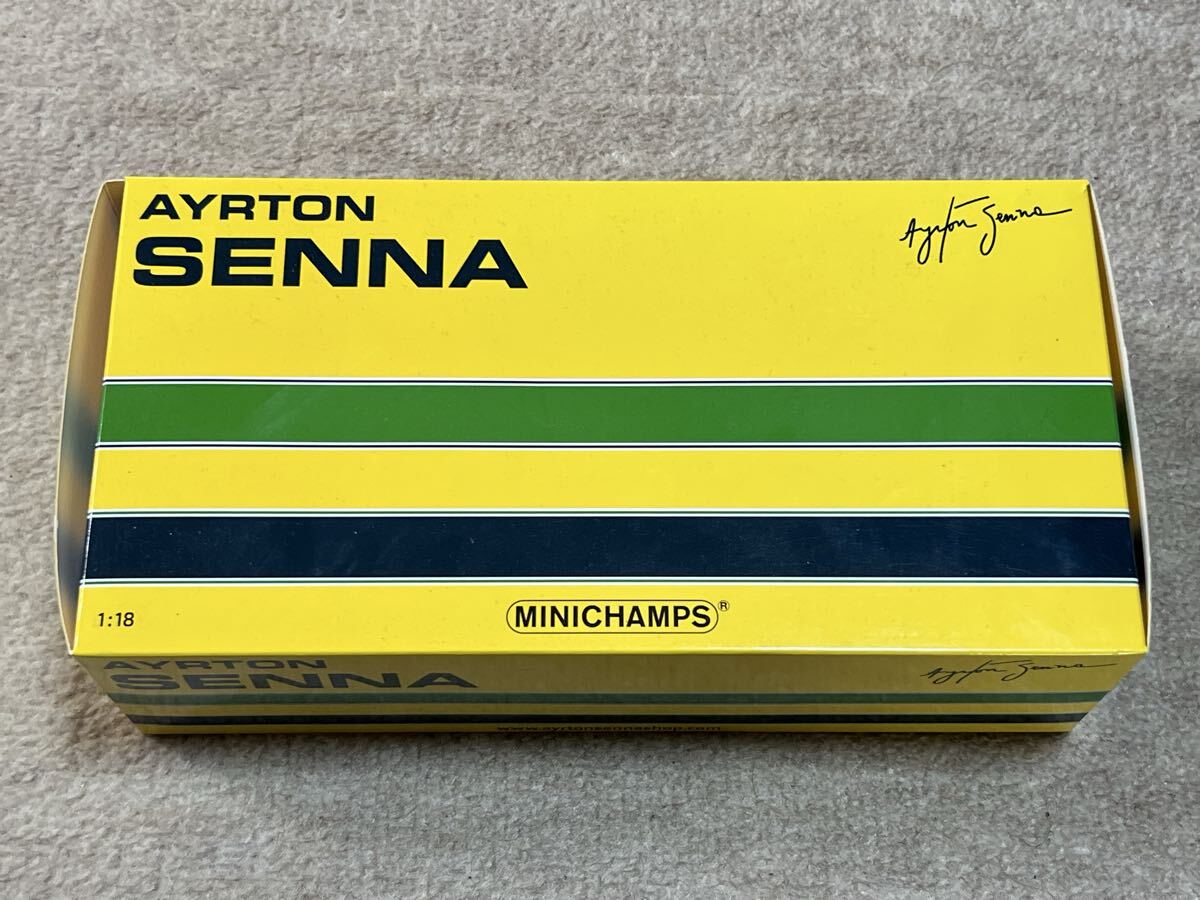 AYRTON
SENNA
Ayrton Senna
1:18
MINICHAMPS®
AYRTON
SENNA
Ayrton Senna
www.ayrtonsennashop.com